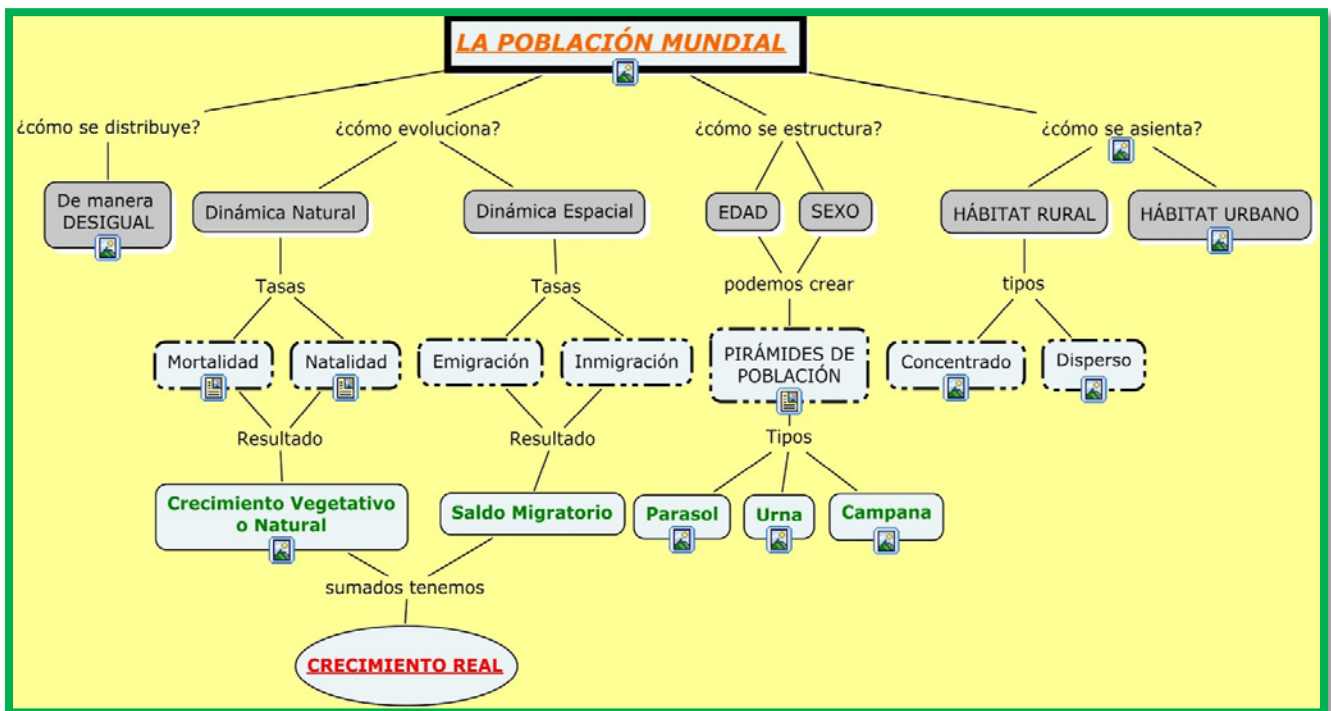 LA POBLACIÓN MUNDIAL
¿cómo se distribuye?
¿cómo evoluciona?
¿cómo se estructura?
¿cómo se asienta?
De manera
DESIGUAL
Dinámica Natural
Dinámica Espacial
EDAD
SEXO
HÁBITAT RURAL
HÁBITAT URBANO
Tasas
Tasas
podemos crear
tipos
Mortalidad
Natalidad
Emigración
Inmigración
PIRÁMIDES DE
POBLACIÓN
Concentrado
Disperso
Resultado
Resultado
Tipos
Crecimiento Vegetativo
o Natural
Saldo Migratorio
Parasol
Urna
Campana
sumados tenemos
CRECIMIENTO REAL